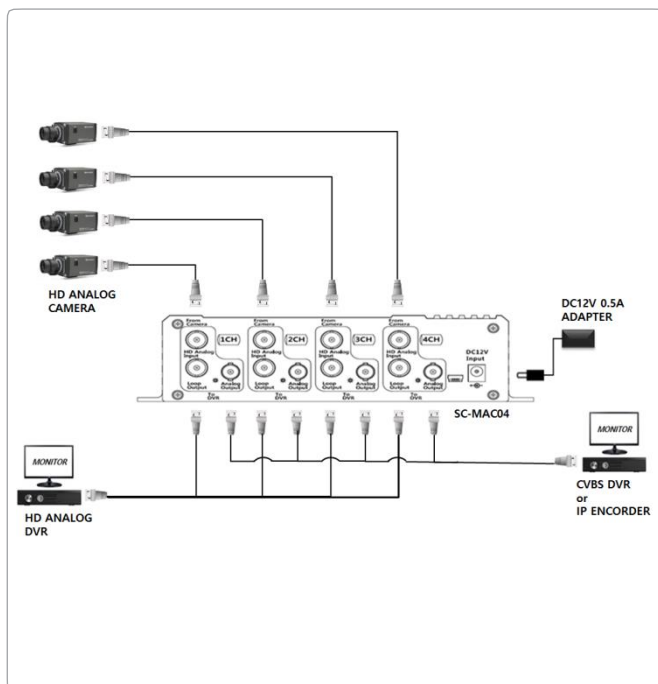 HD ANALOG
CAMERA
From
Camera
1CH
HD Analog
Input
Loop
Output
Analog
Output
To
DVR
From
Camera
2CH
HD Analog
Input
Loop
Output
Analog
Output
To
DVR
From
Camera
3CH
HD Analog
Input
Loop
Output
Analog
Output
To
DVR
From
Camera
4CH
HD Analog
Input
Loop
Output
Analog
Output
To
DVR
DC12V
Input
DC12V 0.5A
ADAPTER
SC-MAC04
MONITOR
HD ANALOG
DVR
MONITOR
CVBS DVR
or
IP ENCORDER